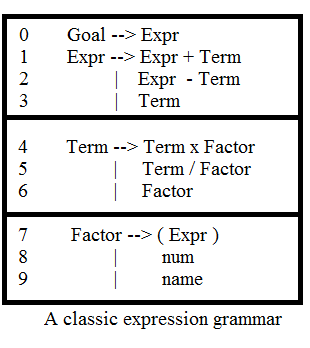 0 Goal --> Expr
1 Expr --> Expr + Term
2 | Expr - Term
3 | Term
4 Term --> Term x Factor
5 | Term / Factor
6 | Factor
7 Factor --> ( Expr )
8 | num
9 | name
A classic expression grammar